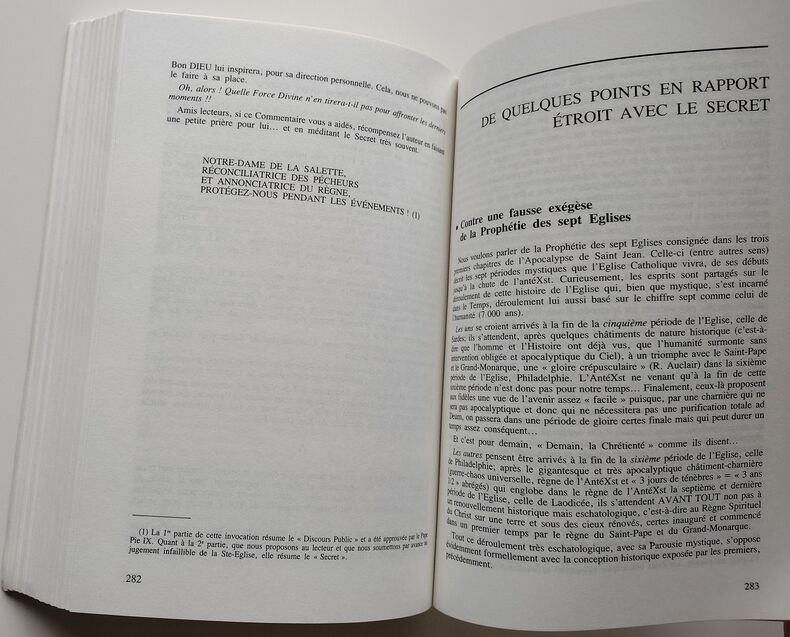 Bon DIEU lui inspirera, pour sa direction personnelle. Cela, nous ne pouvons pas
le faire à sa place.
Oh, alors ! Quelle Force Divine n'en tirera-t-il pas pour affronter les derniers
moments !!
Amis lecteurs, si ce Commentaire vous a aidés, récompensez l'auteur en faisant
une petite prière pour lui... et en méditant le Secret très souvent.
NOTRE-DAME DE LA SALETTE,
RÉCONCILIATRICE DES PÉCHEURS
ET ANNONCIATRICE DU RÈGNE,
PROTÉGEZ-NOUS PENDANT LES ÉVÉNEMENTS ! (1)
(1) La 1re partie de cette invocation résume le « Discours Public » et a été approuvée par le Pape
Pie IX. Quant à la 2e partie, que nous proposons au lecteur et que nous soumettons par avance au
jugement infaillible de la Ste-Eglise, elle résume le « Secret ».
282
DE QUELQUES POINTS EN RAPPORT
ÉTROIT AVEC LE SECRET
• Contre une fausse exégèse
de la Prophétie des sept Eglises
Nous voulons parler de la Prophétie des sept Eglises consignée dans les trois
premiers chapitres de l'Apocalypse de Saint Jean. Celle-ci (entre autres sens)
décrit les sept périodes mystiques que l'Eglise Catholique vivra, de ses débuts
jusqu'à la chute de l'antéXst. Curieusement, les esprits sont partagés sur le
déroulement de cette histoire de l'Eglise qui, bien que mystique, s'est incarné
dans le Temps, déroulement lui aussi basé sur le chiffre sept comme celui de
l'humanité (7 000 ans).
Les uns se croient arrivés à la fin de la cinquième période de l'Eglise, celle de
Sardes; ils s'attendent, après quelques châtiments de nature historique (c'est-à-
dire que l'homme et l'Histoire ont déjà vus, que l'humanité surmonte sans
intervention obligée et apocalyptique du Ciel), à un triomphe avec le Saint-Pape
et le Grand-Monarque, une « gloire crépusculaire » (R. Auclair) dans la sixième
période de l'Eglise, Philadelphie. L'AntéXst ne venant qu'à la fin de cette
sixième période n'est donc pas pour notre temps... Finalement, ceux-là proposent
aux fidèles une vue de l'avenir assez « facile » puisque, par une charnière qui ne
sera pas apocalyptique et donc qui ne nécessitera pas une purification totale ad
Deum, on passera dans une période de gloire certes finale mais qui peut durer un
temps assez conséquent...
Et c'est pour demain, « Demain, la Chrétienté » comme ils disent...
Les autres pensent être arrivés à la fin de la sixième période de l'Eglise, celle
de Philadelphie; après le gigantesque et très apocalyptique châtiment-charnière
(guerre-chaos universelle, règne de l'AntéXst et « 3 jours de ténèbres » = « 3 ans
1/2 » abrégés) qui englobe dans le règne de l'AntéXst la septième et dernière
période de l'Eglise, celle de Laodicée, ils s'attendent AVANT TOUT non pas à
un renouvellement historique mais eschatologique, c'est-à-dire au Règne Spirituel
du Christ sur une terre et sous des cieux rénovés, certes inauguré et commencé
dans un premier temps par le règne du Saint-Pape et du Grand-Monarque.
Tout ce déroulement très eschatologique, avec sa Parousie mystique, s'oppose
évidemment formellement avec la conception historique exposée par les premiers,
précédemment.
283